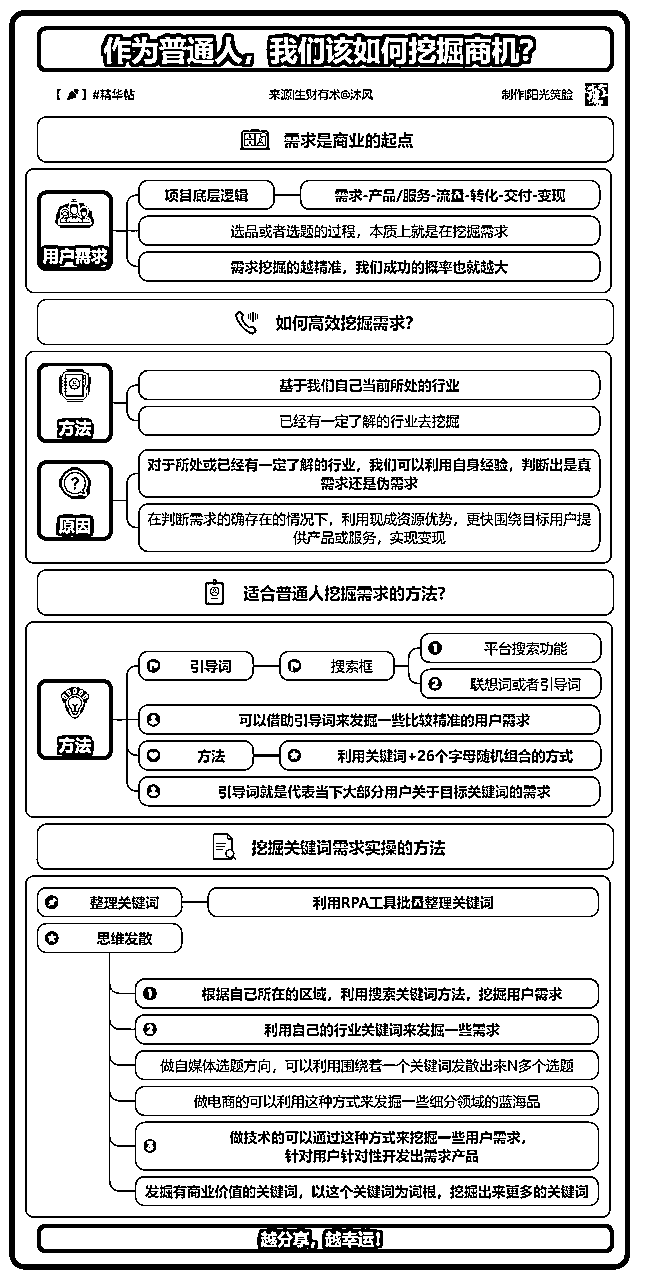 作为普通人，我们该如何挖掘商机？
【 】#精华帖
来源|生财有术@沐风
制作|阳光笑脸
需求是商业的起点
用户需求
项目底层逻辑
需求-产品/服务-流量-转化-交付-变现
选品或者选题的过程，本质上就是在挖掘需求
需求挖掘的越精准，我们成功的概率也就越大
如何高效挖掘需求？
方法
基于我们自己当前所处的行业
已经有一定了解的行业去挖掘
原因
对于所处或已经有一定了解的行业，我们可以利用自身经验，判断出是真
需求还是伪需求
在判断需求的确存在的情况下，利用现成资源优势，更快围绕目标用户提
供产品或服务，实现变现
适合普通人挖掘需求的方法？
方法
引导词
搜索框
1 平台搜索功能
2 联想词或者引导词
可以借助引导词来发掘一些比较精准的用户需求
方法
利用关键词+26个字母随机组合的方式
引导词就是代表当下大部分用户关于目标关键词的需求
挖掘关键词需求实操的方法
整理关键词
利用RPA工具批量整理关键词
思维发散
1 根据自己所在的区域，利用搜索关键词方法，挖掘用户需求
2 利用自己的行业关键词来发掘一些需求
做自媒体选题方向，可以利用围绕着一个关键词发散出来N多个选题
做电商的可以利用这种方式来发掘一些细分领域的蓝海品
3 做技术的可以通过这种方式来挖掘一些用户需求，
针对用户针对性开发出需求产品
发掘有商业价值的关键词，以这个关键词为词根，挖掘出来更多的关键词
越分享，越幸运！